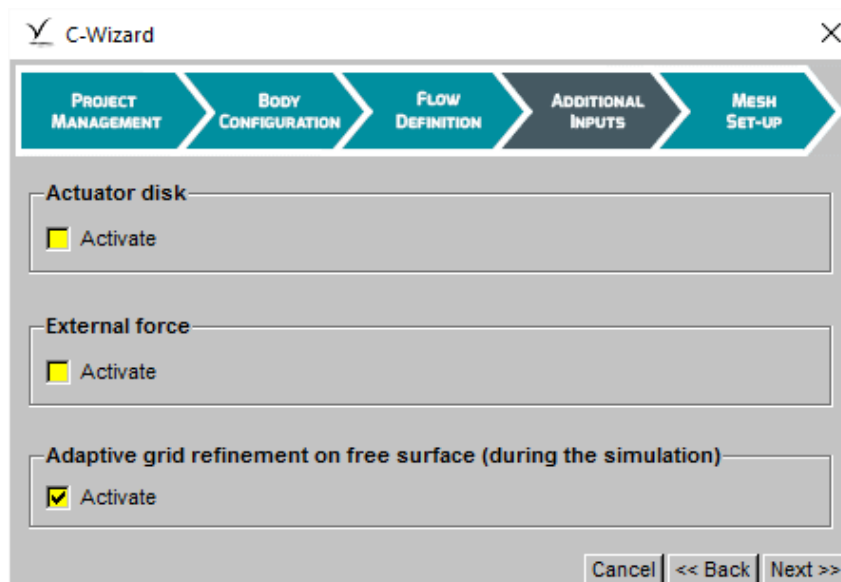 C-Wizard
PROJECT
MANAGEMENT
BODY
CONFIGURATION
FLOW
DEFINITION
ADDITIONAL
INPUTS
MESH
SET-UP
Actuator disk
Activate
External force
Activate
Adaptive grid refinement on free surface (during the simulation)
Activate
Cancel << Back Next >>